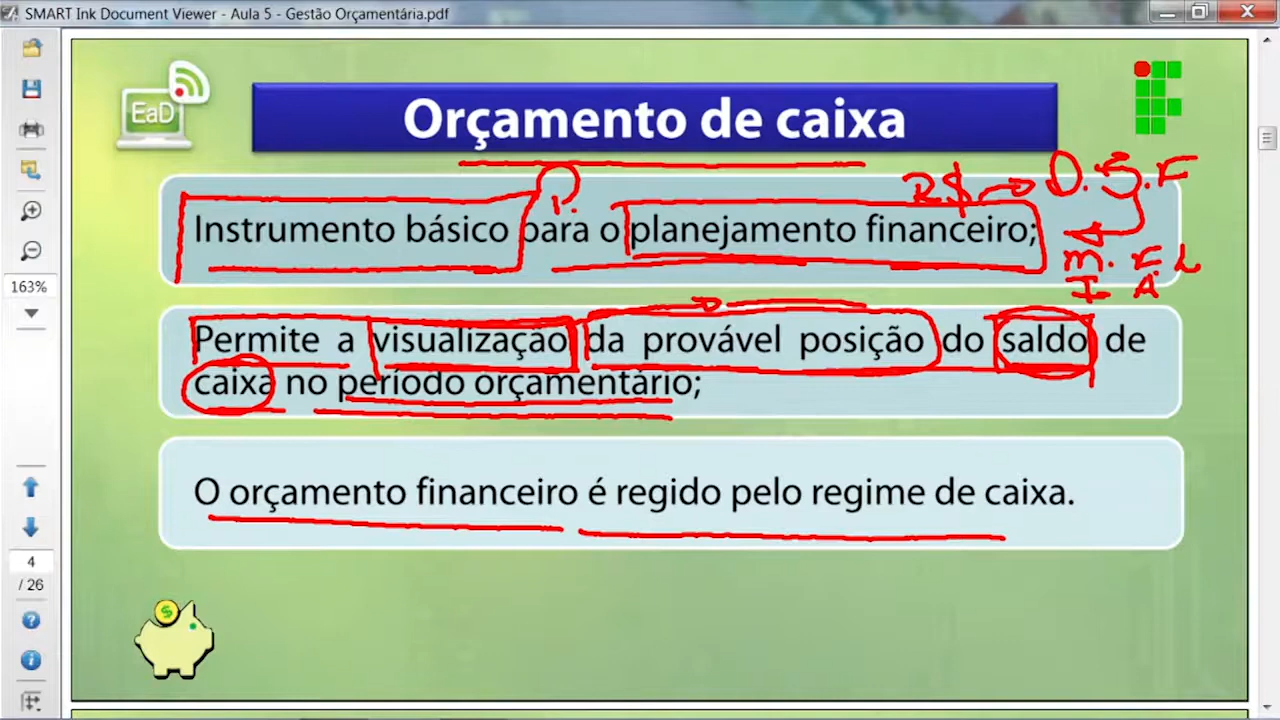 SMART Ink Document Viewer - Aula 5 - Gestão Orçamentária.pdf
EaD
Orçamento de caixa
R$ D. F
P.
Instrumento básico para o planejamento financeiro;
M. F. L
I A
163%
Permite a visualização da provável posição do saldo de
caixa no período orçamentário;
O orçamento financeiro é regido pelo regime de caixa.
4
/ 26
$